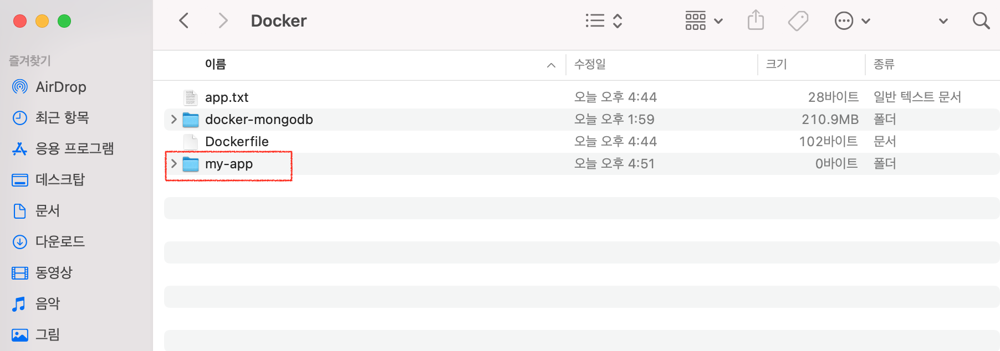 Docker
즐겨찾기
AirDrop
최근 항목
응용 프로그램
데스크탑
문서
다운로드
동영상
음악
그림
이름 수정일 크기 종류
app.txt 오늘 오후 4:44 28바이트 일반 텍스트 문서
docker-mongodb 오늘 오후 1:59 210.9MB 폴더
Dockerfile 오늘 오후 4:44 102바이트 문서
my-app 오늘 오후 4:51 0바이트 폴더